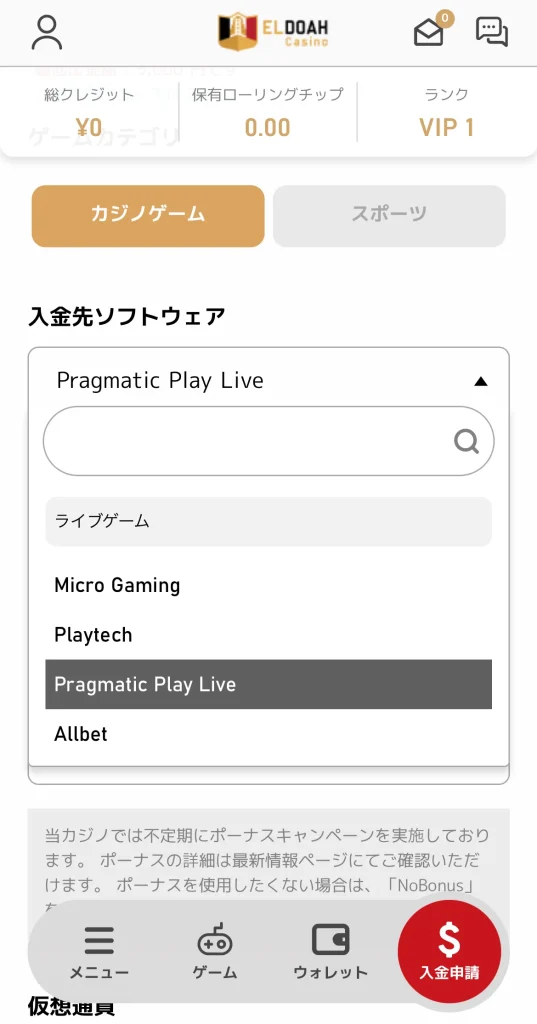 ELDOAH
Casino
0
総クレジット 保有ローリングチップ ランク
¥0 0.00 VIP 1
ゲームカテゴリ
カジノゲーム スポーツ
入金先ソフトウェア
Pragmatic Play Live
ライブゲーム
Micro Gaming
Playtech
Pragmatic Play Live
Allbet
当カジノでは不定期にボーナスキャンペーンを実施しており
ます。 ボーナスの詳細は最新情報ページにてご確認いただ
けます。 ボーナスを使用したくない場合は、「NoBonus」
メニュー ゲーム ウォレット 入金申請
仮想通貨